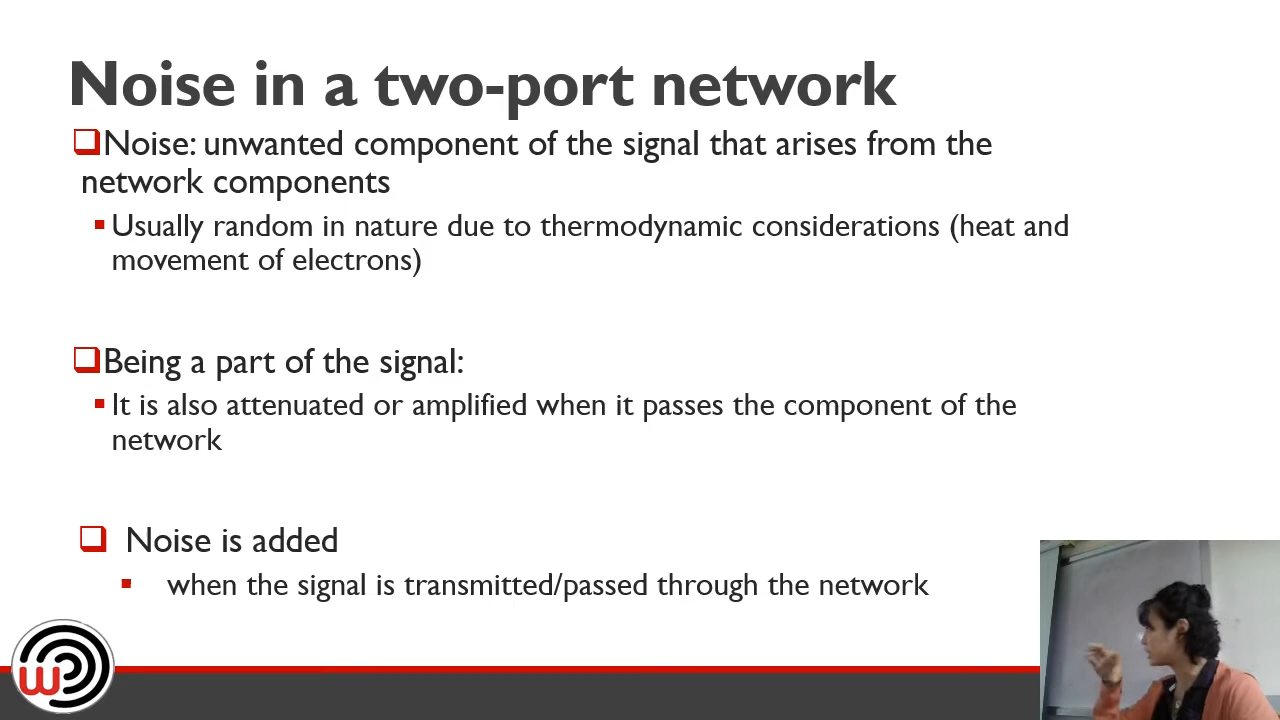 Noise in a two-port network
Noise: unwanted component of the signal that arises from the
network components
Usually random in nature due to thermodynamic considerations (heat and
movement of electrons)
Being a part of the signal:
It is also attenuated or amplified when it passes the component of the
network
Noise is added
when the signal is transmitted/passed through the network
w